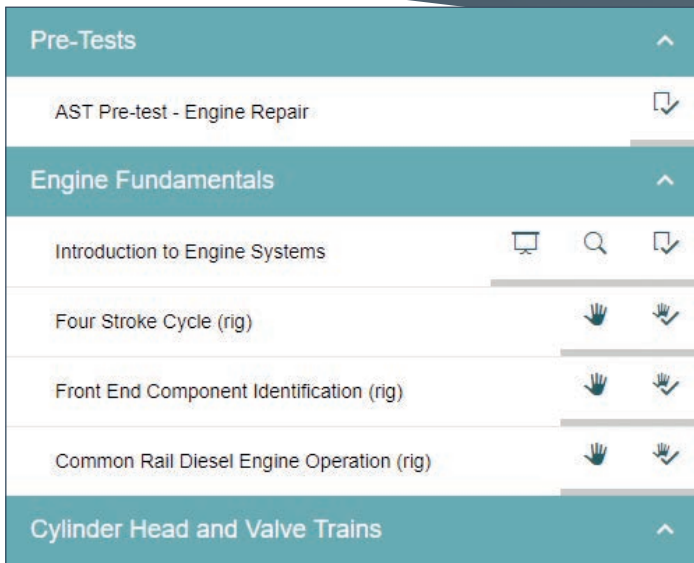 Pre-Tests
AST Pre-test - Engine Repair
Engine Fundamentals
Introduction to Engine Systems
Four Stroke Cycle (rig)
Front End Component Identification (rig)
Common Rail Diesel Engine Operation (rig)
Cylinder Head and Valve Trains